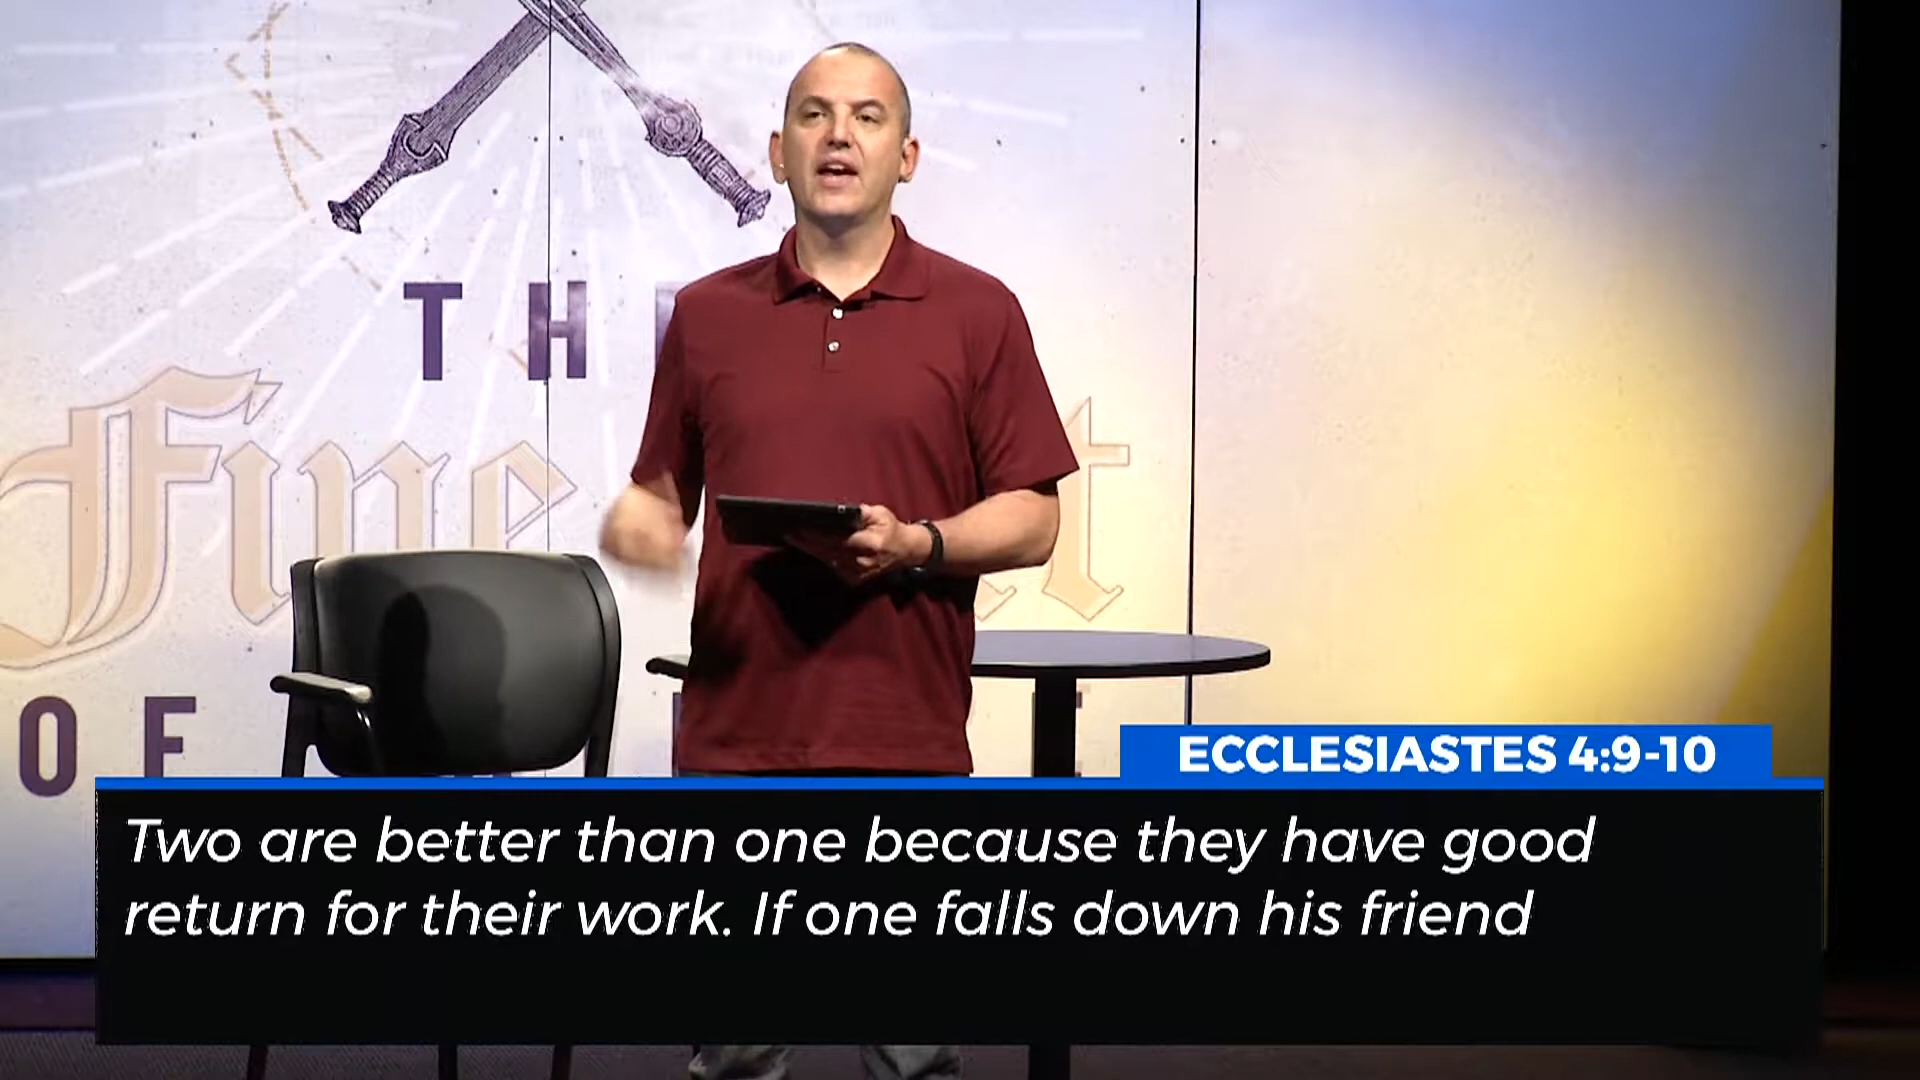 THE
Fine
OF
ECCLESIASTES 4:9-10
Two are better than one because they have good
return for their work. If one falls down his friend